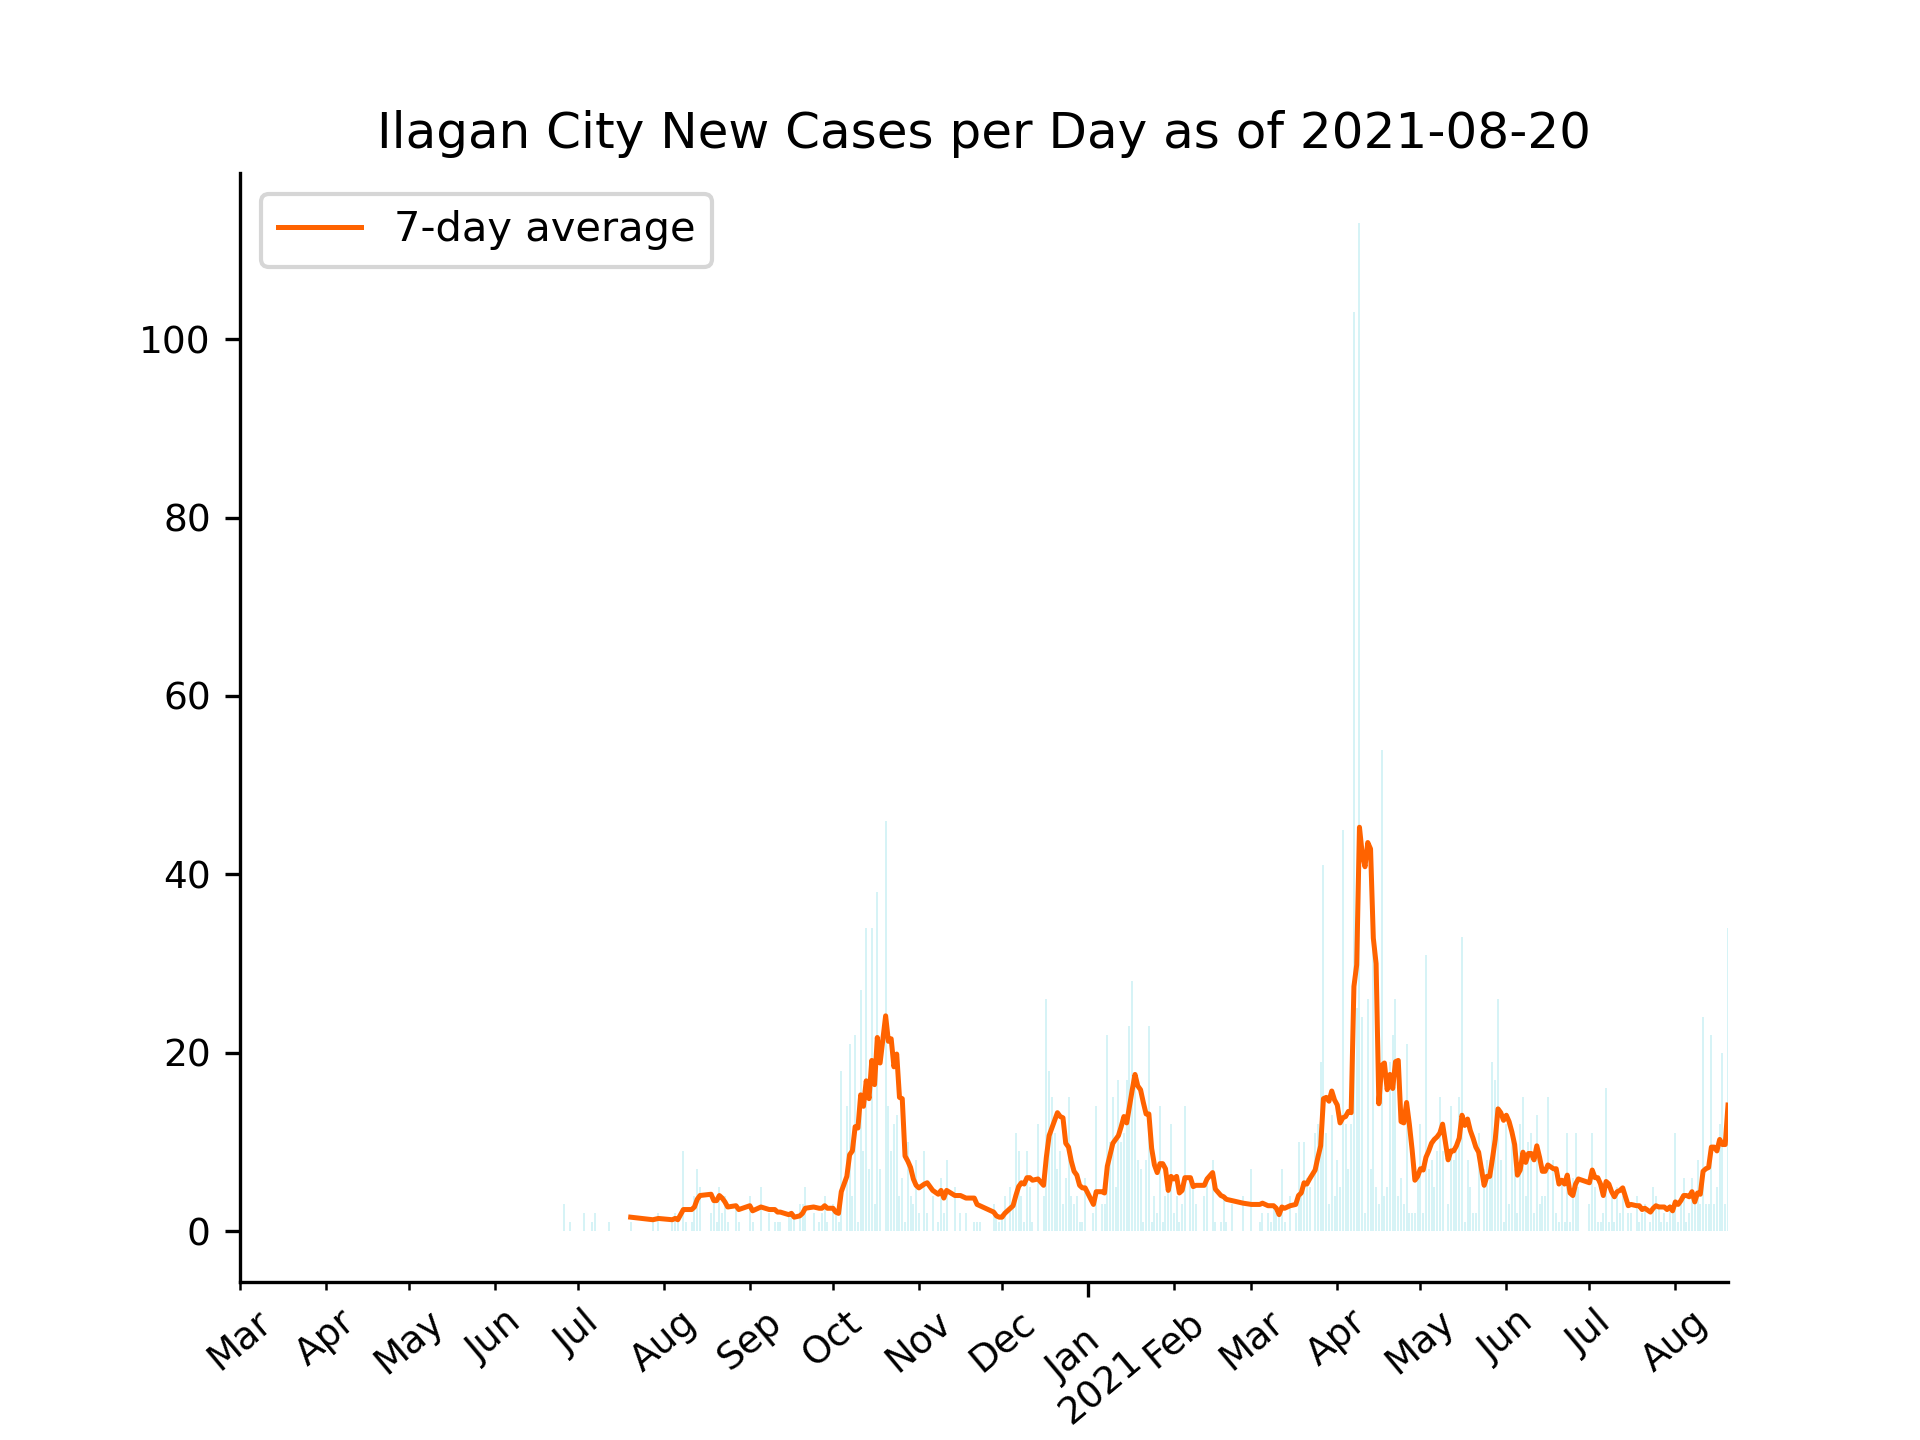 Ilagan City New Cases per Day as of 2021-08-20
7-day average
100
80
60
40
20
0
Mar Apr May Jun Jul Aug Sep Oct Nov Dec Jan Feb Mar Apr May Jun Jul Aug
2021